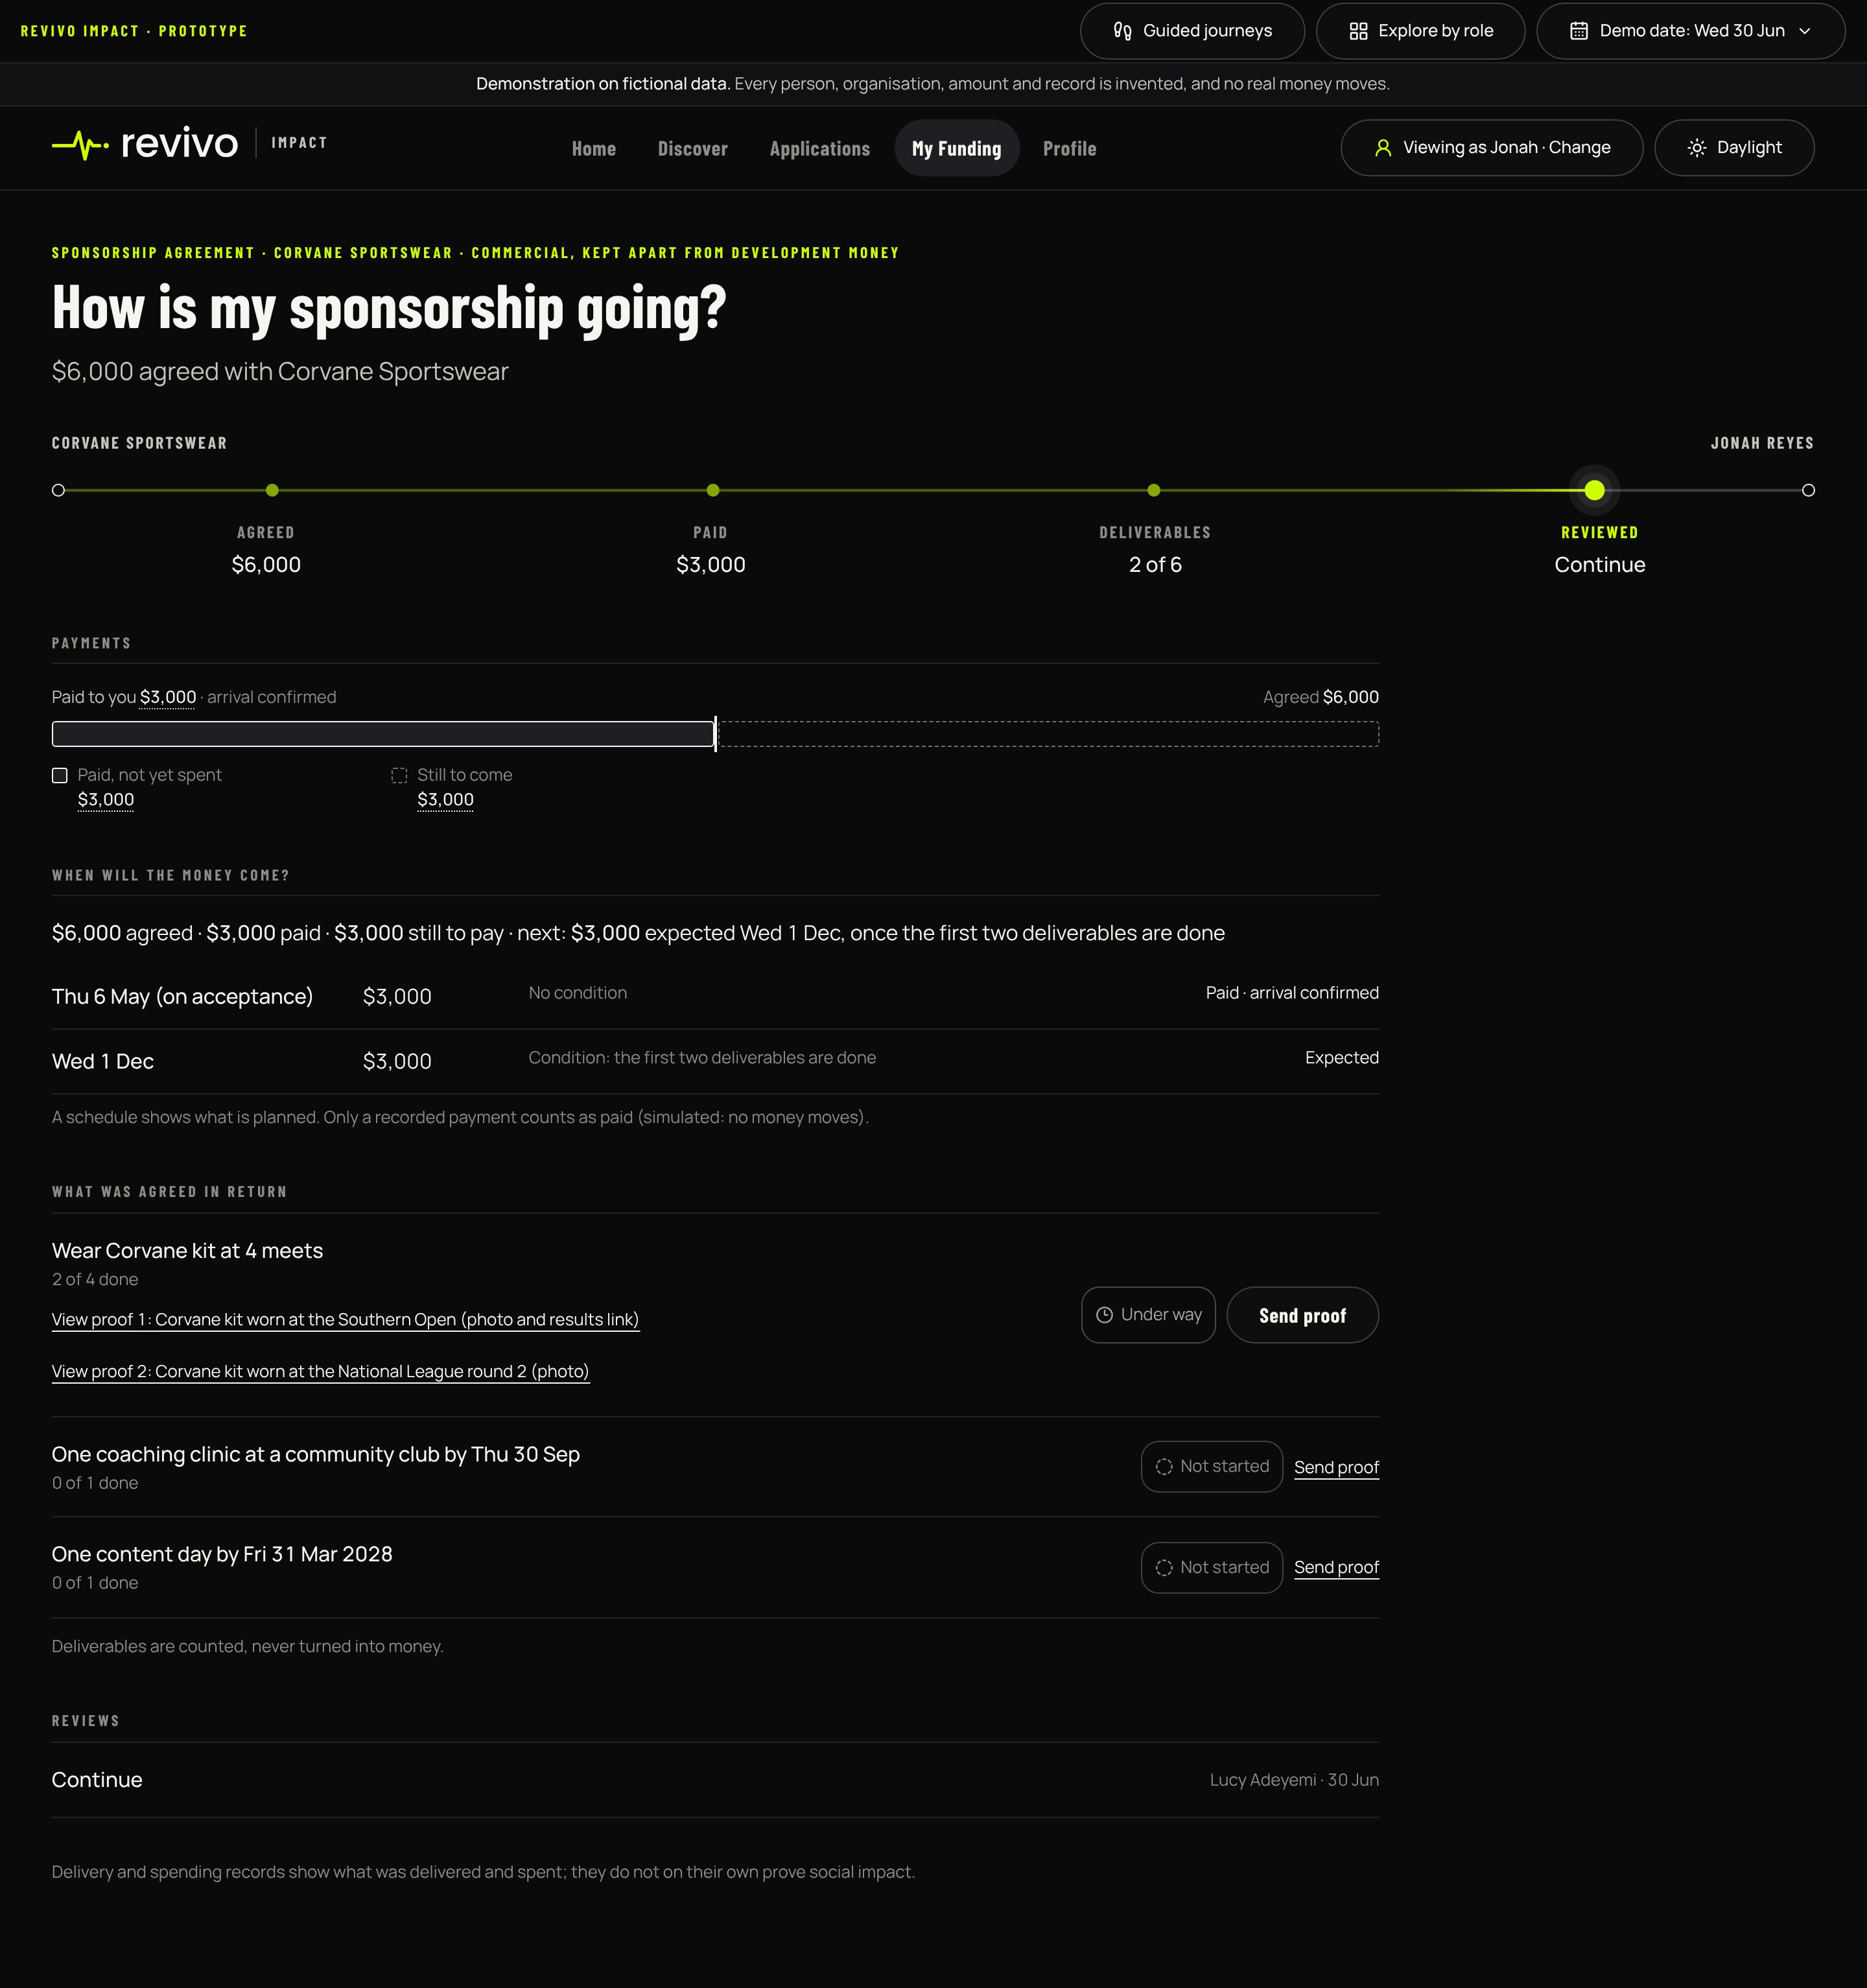 REVIVO IMPACT · PROTOTYPE
Guided journeys
Explore by role
Demo date: Wed 30 Jun
Demonstration on fictional data. Every person, organisation, amount and record is invented, and no real money moves.
revivo
IMPACT
Home
Discover
Applications
My Funding
Profile
Viewing as Jonah · Change
Daylight
SPONSORSHIP AGREEMENT · CORVANE SPORTSWEAR · COMMERCIAL, KEPT APART FROM DEVELOPMENT MONEY
How is my sponsorship going?
$6,000 agreed with Corvane Sportswear
CORVANE SPORTSWEAR
JONAH REYES
AGREED
PAID
DELIVERABLES
REVIEWED
$6,000
$3,000
2 of 6
Continue
PAYMENTS
Paid to you $3,000 · arrival confirmed
Agreed $6,000
Paid, not yet spent
Still to come
$3,000
$3,000
WHEN WILL THE MONEY COME?
$6,000 agreed · $3,000 paid · $3,000 still to pay · next: $3,000 expected Wed 1 Dec, once the first two deliverables are done
Thu 6 May (on acceptance)
$3,000
No condition
Paid · arrival confirmed
Wed 1 Dec
$3,000
Condition: the first two deliverables are done
Expected
A schedule shows what is planned. Only a recorded payment counts as paid (simulated: no money moves).
WHAT WAS AGREED IN RETURN
Wear Corvane kit at 4 meets
2 of 4 done
View proof 1: Corvane kit worn at the Southern Open (photo and results link)
View proof 2: Corvane kit worn at the National League round 2 (photo)
Under way
Send proof
One coaching clinic at a community club by Thu 30 Sep
0 of 1 done
Not started
Send proof
One content day by Fri 31 Mar 2028
0 of 1 done
Not started
Send proof
Deliverables are counted, never turned into money.
REVIEWS
Continue
Lucy Adeyemi · 30 Jun
Delivery and spending records show what was delivered and spent; they do not on their own prove social impact.